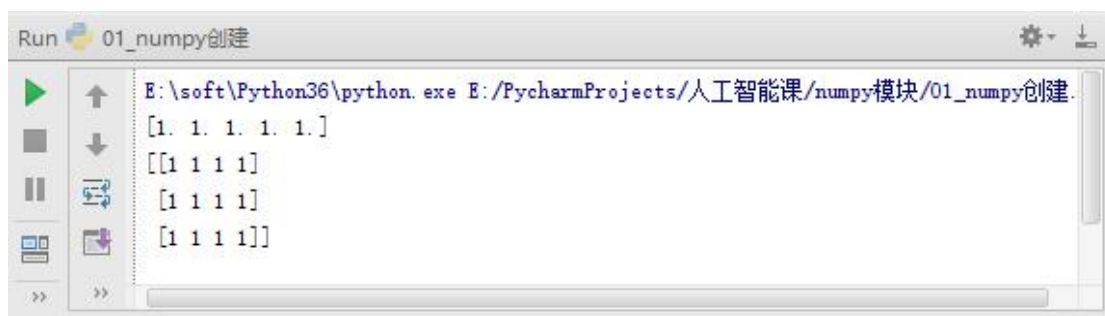 Run 01_numpy创建
E:\soft\Python36\python.exe E:/PycharmProjects/人工智能课/numpy模块/01_numpy创建.
[1. 1. 1. 1. 1.]
[[1 1 1 1]
 [1 1 1 1]
 [1 1 1 1]]